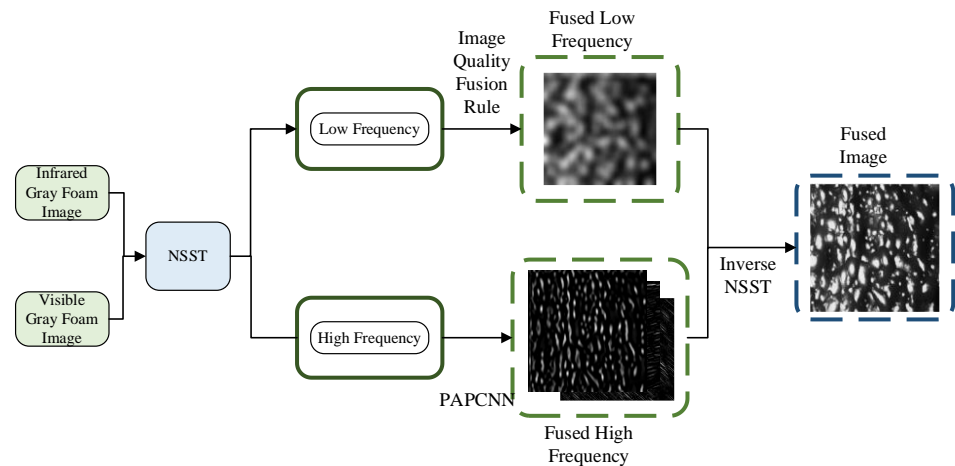 Infrared
Gray Foam
Image
Visible
Gray Foam
Image
NSST
Low Frequency
High Frequency
Image
Quality
Fusion
Rule
PAPCNN
Fused Low
Frequency
Fused High
Frequency
Inverse
NSST
Fused
Image